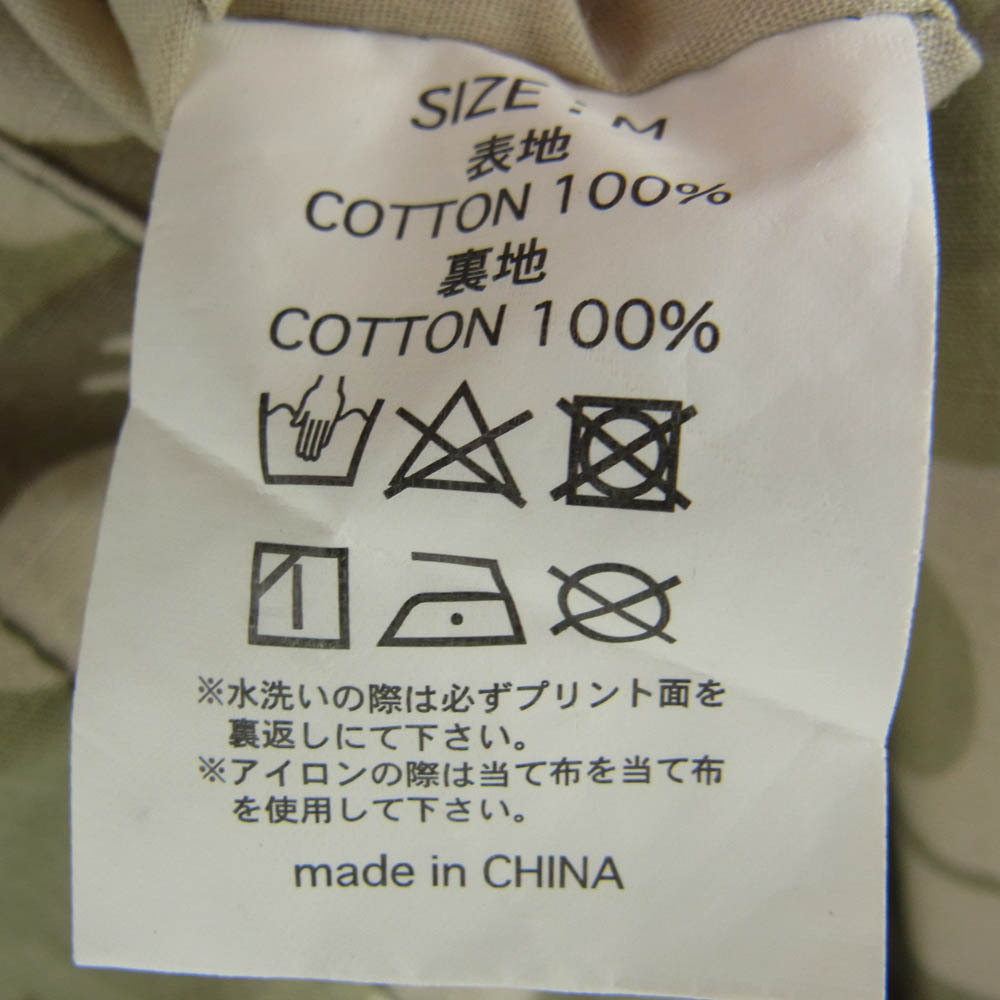 SIZE : M
表地
COTTON 100%
裏地
COTTON 100%
※水洗いの際は必ずプリント面を
裏返しにて下さい。
※アイロンの際は当て布を当て布
を使用して下さい。
made in CHINA